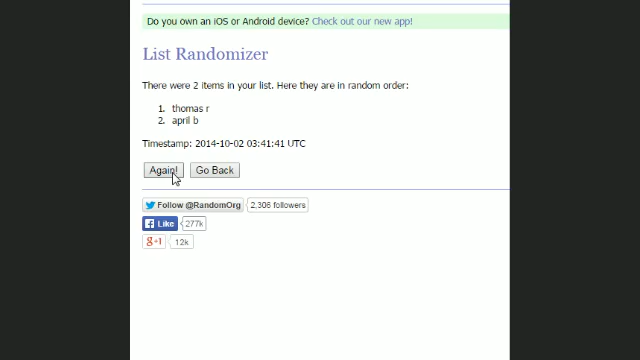 Do you own an iOS or Android device? Check out our new app!
List Randomizer
There were 2 items in your list. Here they are in random order:
1. thomas r
2. april b
Timestamp: 2014-10-02 03:41:41 UTC
Again! Go Back
Follow @RandomOrg 2,306 followers
Like 277k
g+1 12k